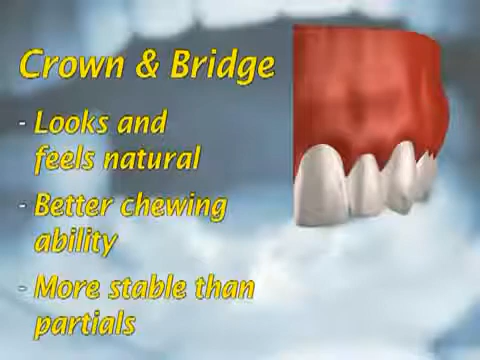 Crown & Bridge
- Looks and
feels natural
- Better chewing
ability
- More stable than
partials